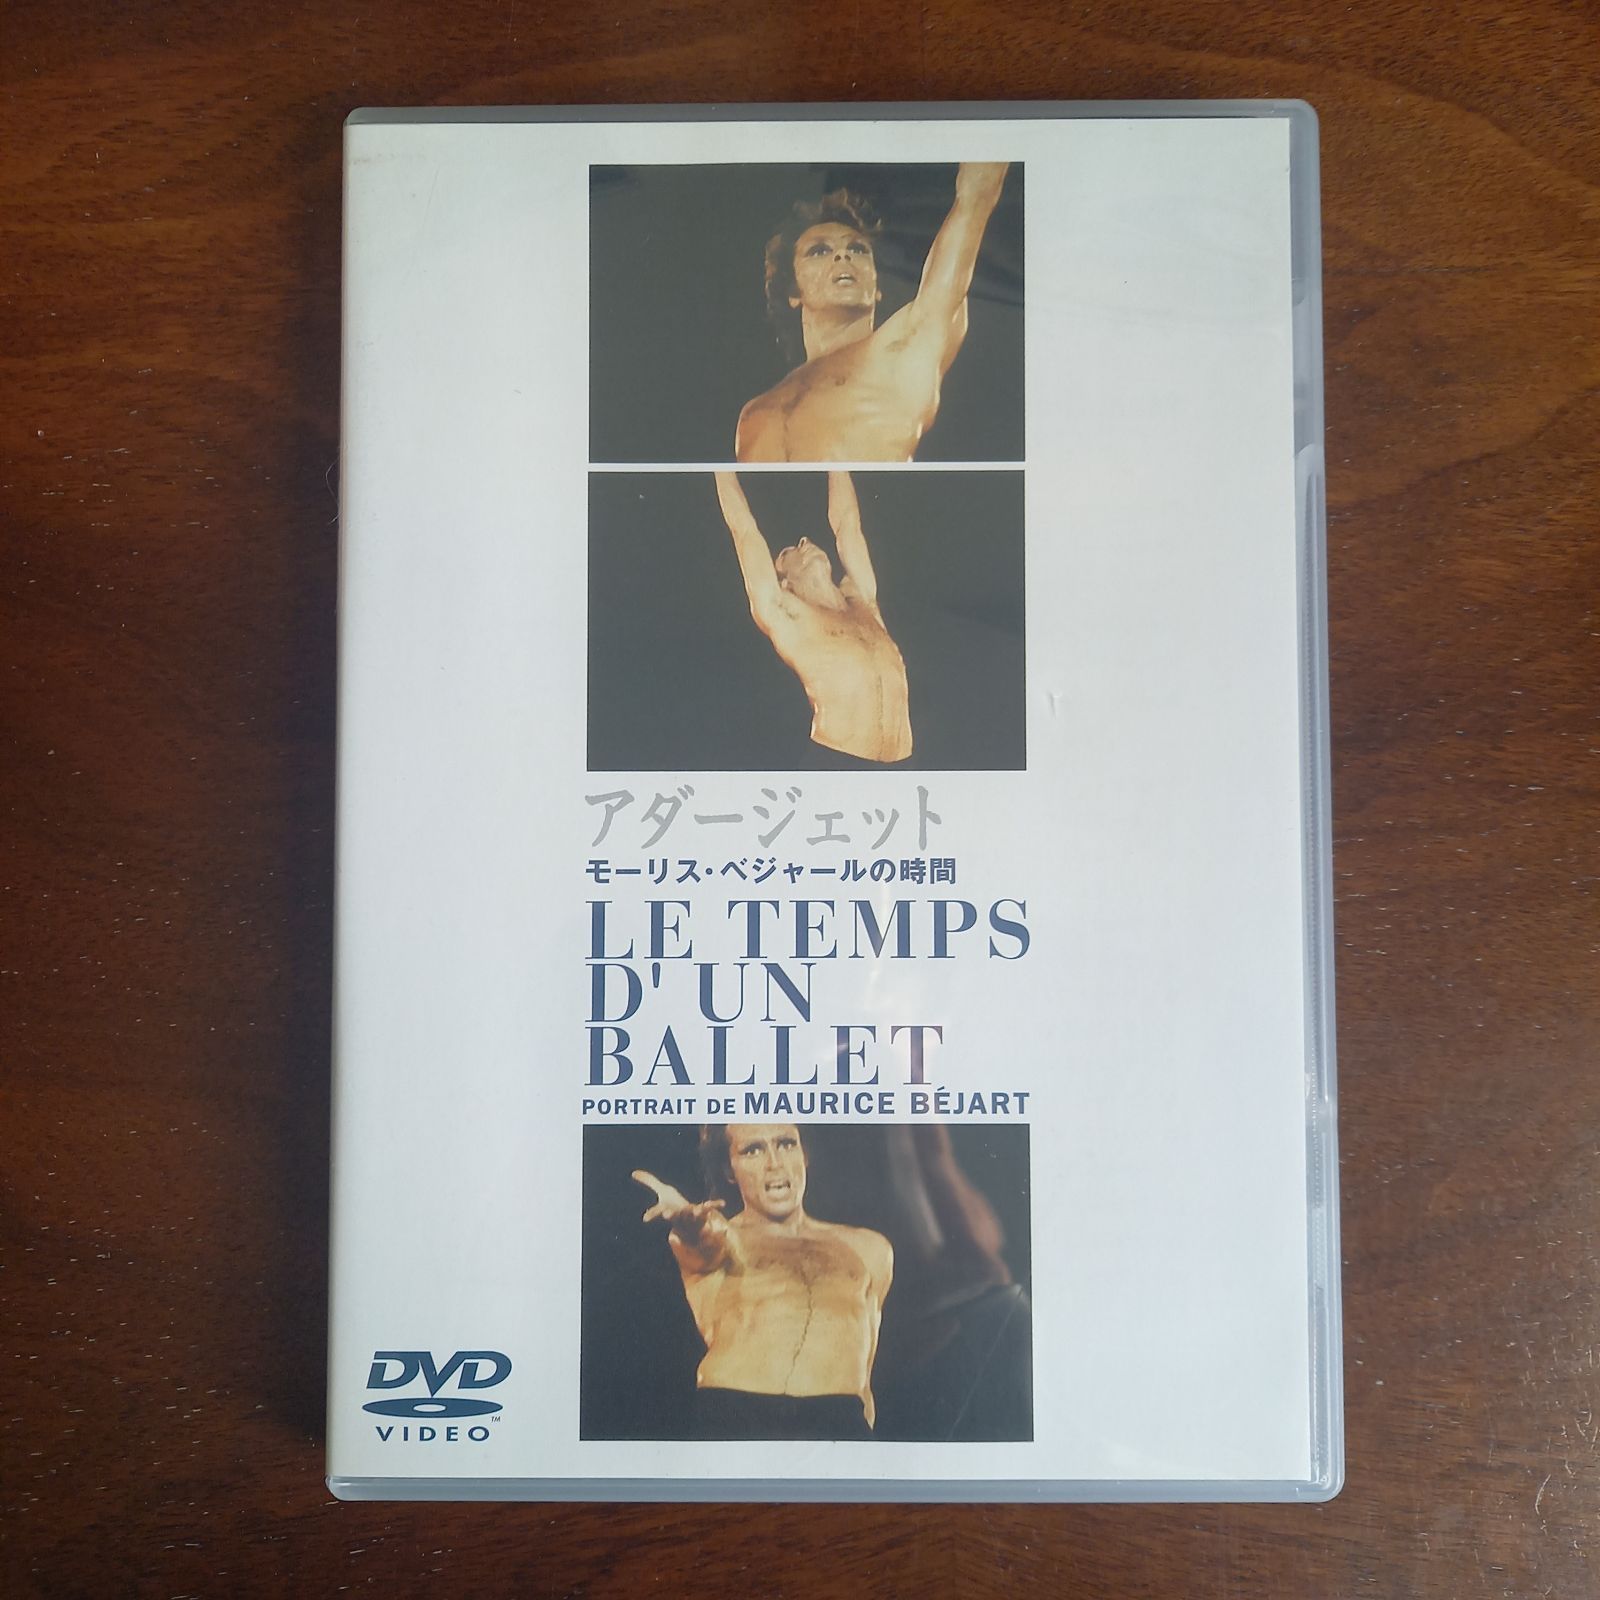 アダージェット
モーリス・ベジャールの時間
LE TEMPS
D'UN
BALLET
PORTRAIT DE MAURICE BÉJART
DVD
VIDEO™